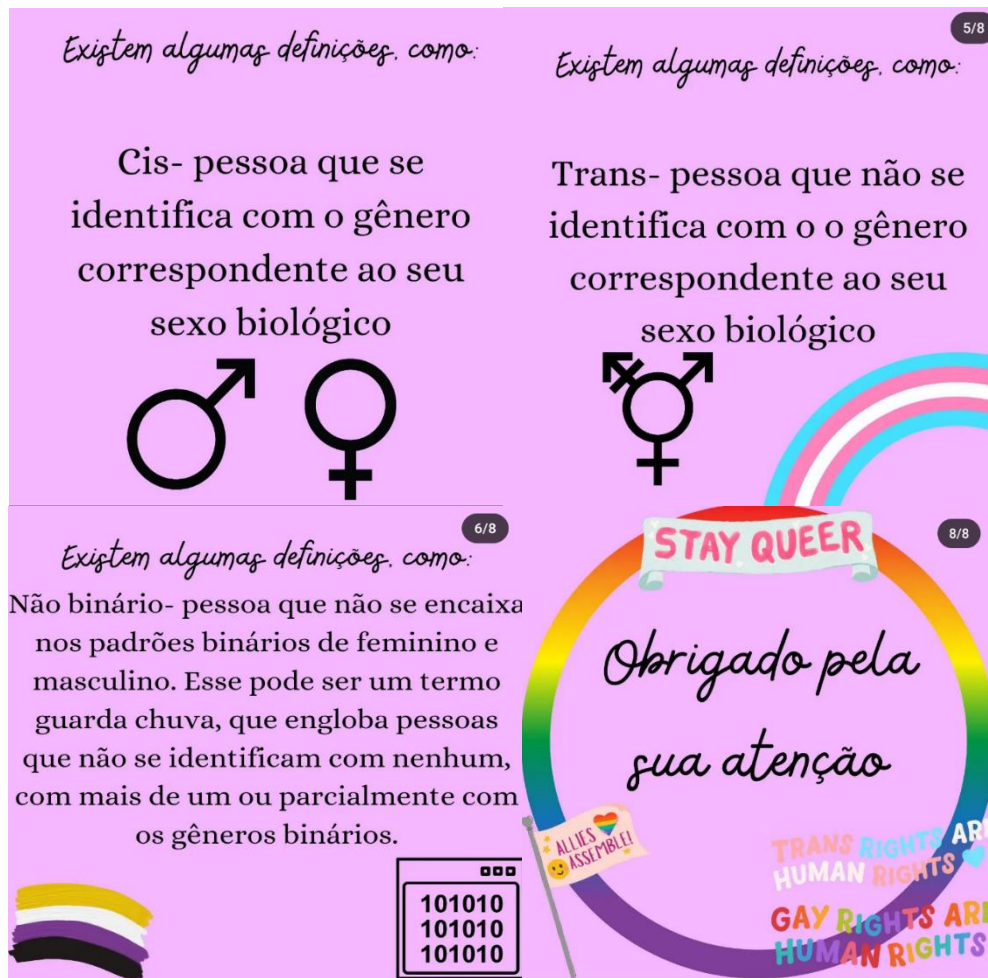 Existem algumas definições, como:
Cis- pessoa que se
identifica com o gênero
correspondente ao seu
sexo biológico
5/8
Existem algumas definições, como:
Trans- pessoa que não se
identifica com o o gênero
correspondente ao seu
sexo biológico
6/8
Existem algumas definições, como:
Não binário- pessoa que não se encaixa
nos padrões binários de feminino e
masculino. Esse pode ser um termo
guarda chuva, que engloba pessoas
que não se identificam com nenhum,
com mais de um ou parcialmente com
os gêneros binários.
101010
101010
101010
8/8
STAY QUEER
Obrigado pela
sua atenção
ALLIES
ASSEMBLE!
TRANS RIGHTS ARE
HUMAN RIGHTS
GAY RIGHTS ARE
HUMAN RIGHTS